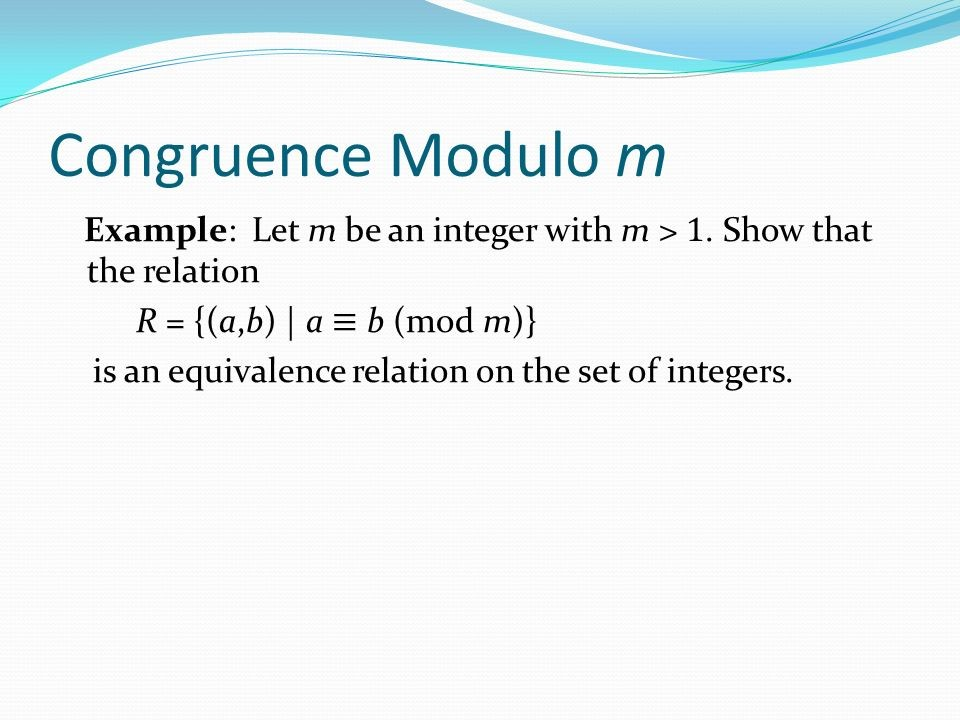 Congruence Modulo m
Example: Let m be an integer with m > 1. Show that
the relation
R = {(a,b) | a ≡ b (mod m)}
is an equivalence relation on the set of integers.